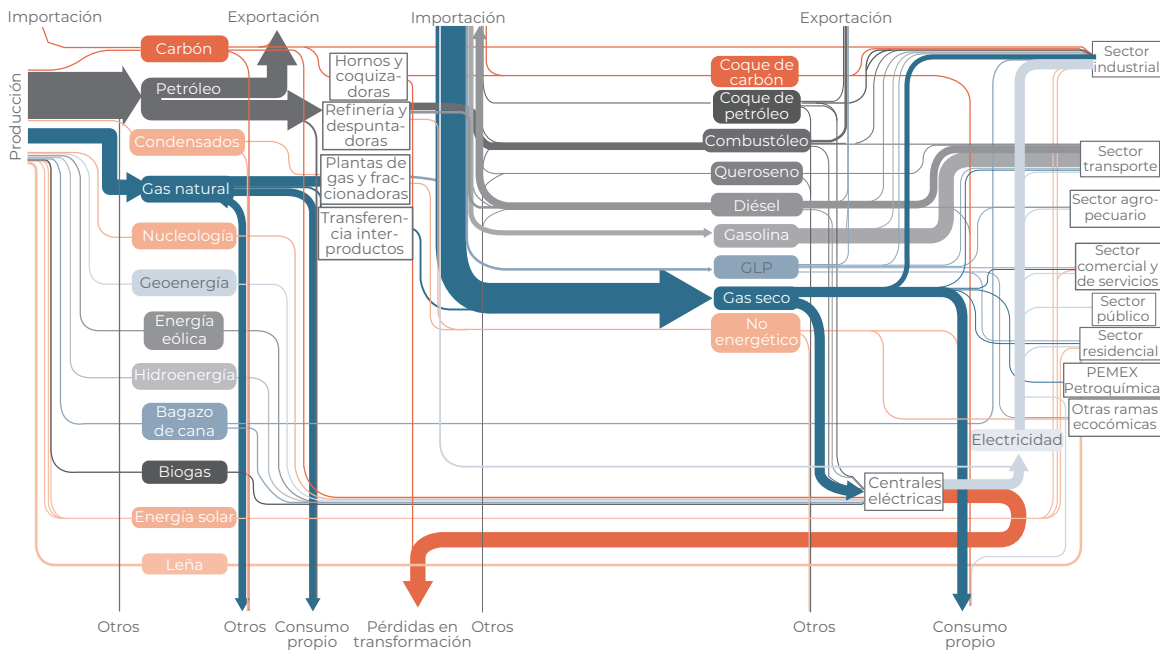 Importación
Exportación
Importación
Exportación
Producción
Carbón
Petróleo
Condensados
Gas natural
Nucleología
Geoenergía
Energía
eólica
Hidroenergía
Bagazo
de cana
Biogas
Energía solar
Leña
Hornos y
coquiza-
doras
Refinería y
despunta-
doras
Plantas de
gas y frac-
cionadoras
Transferen-
cia inter-
productos
Coque de
carbón
Coque de
petróleo
Combustóleo
Queroseno
Diésel
Gasolina
GLP
Gas seco
No
energético
Centrales
eléctricas
Electricidad
Sector
industrial
Sector
transporte
Sector agro-
pecuario
Sector
comercial y
de servicios
Sector
público
Sector
residencial
PEMEX
Petroquímica
Otras ramas
ecocómicas
Otros
Otros
Consumo
propio
Pérdidas en
transformación
Otros
Otros
Consumo
propio